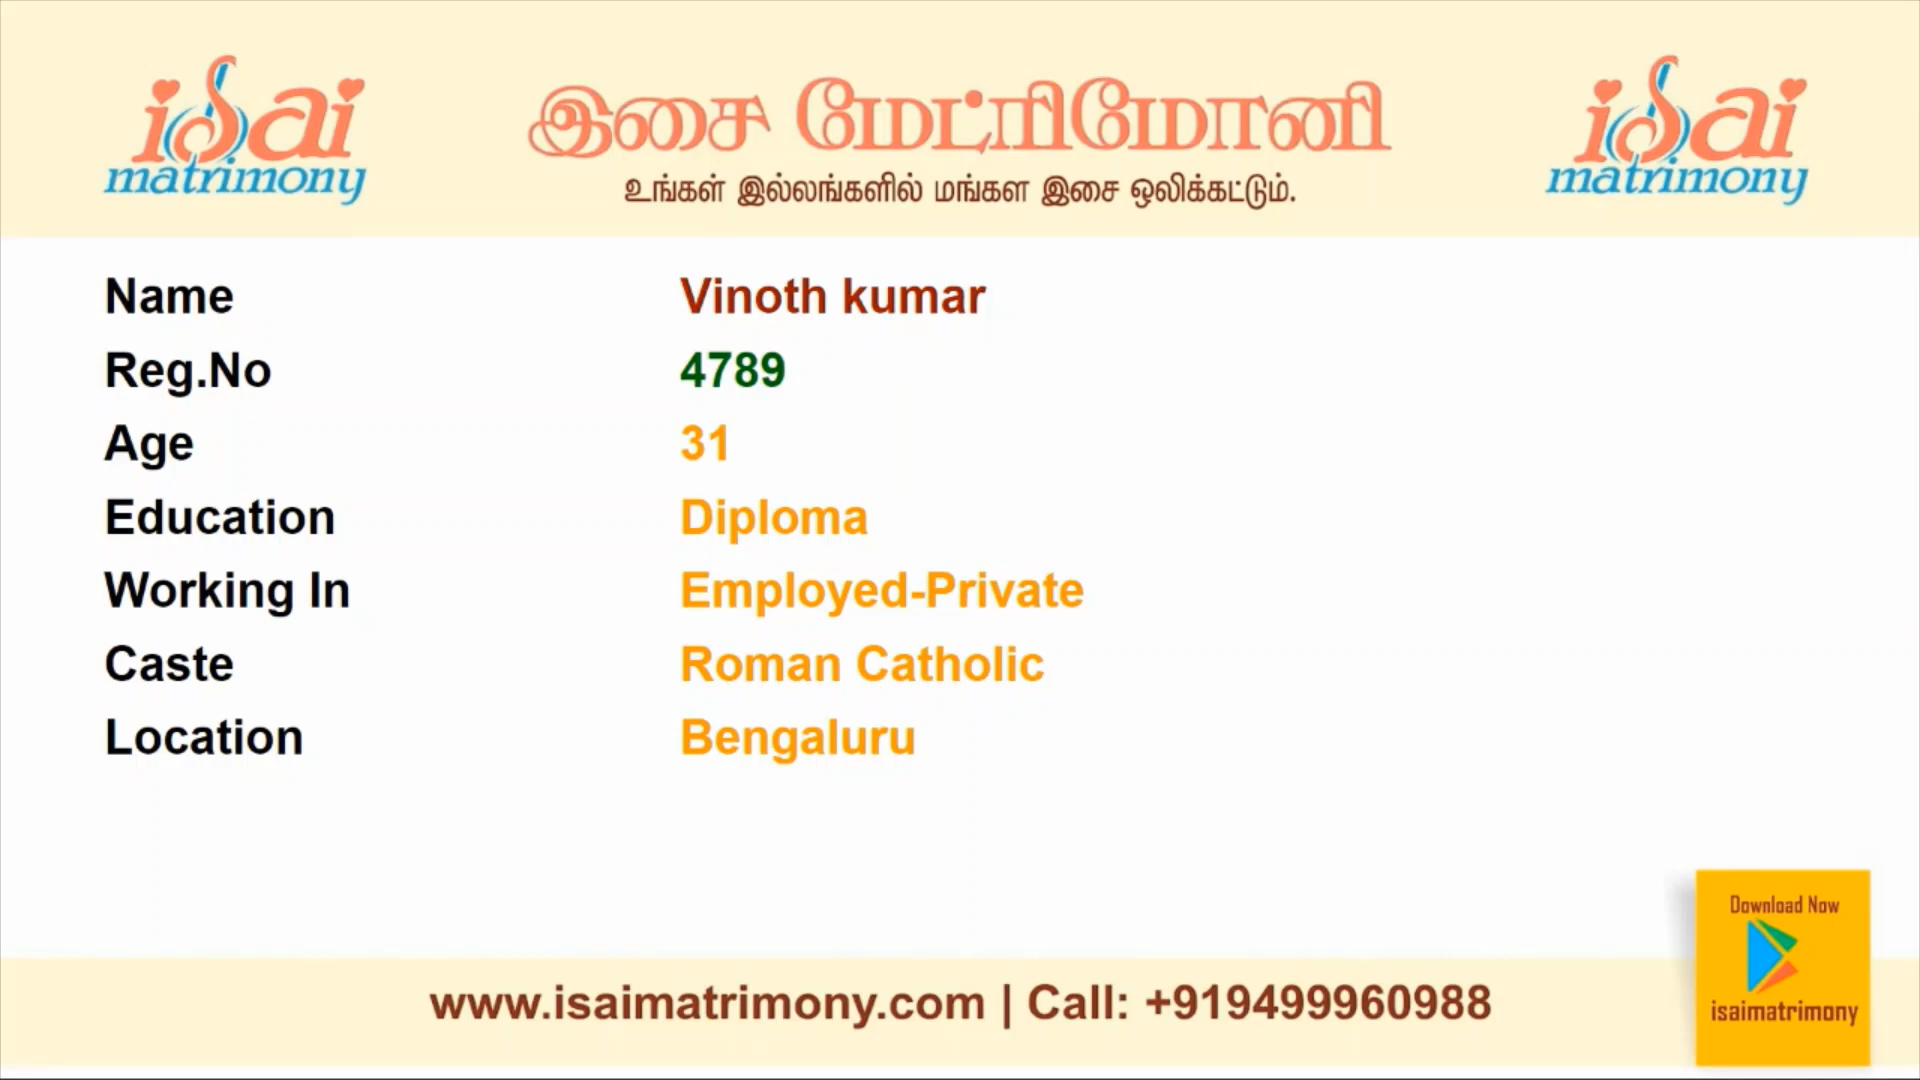 isai
matrimony
இசை மேட்ரிமோனி
உங்கள் இல்லங்களில் மங்கள இசை ஒலிக்கட்டும்.
isai
matrimony
Name Vinoth kumar
Reg.No 4789
Age 31
Education Diploma
Working In Employed-Private
Caste Roman Catholic
Location Bengaluru
Download Now
isaimatrimony
www.isaimatrimony.com | Call: +919499960988